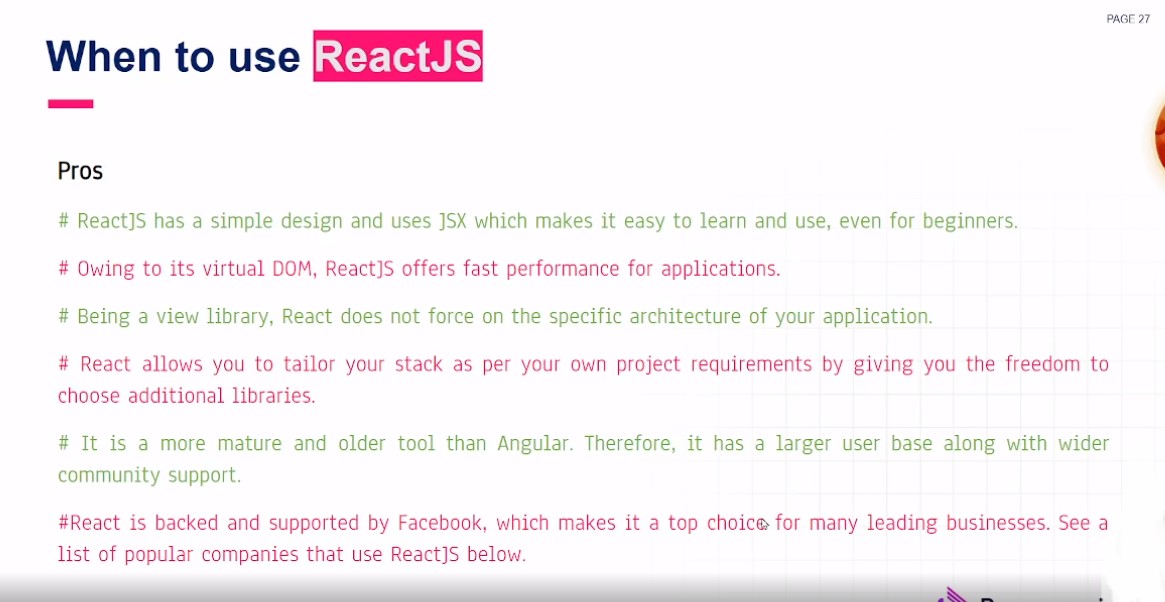 PAGE 27
When to use ReactJS
Pros
# ReactJS has a simple design and uses JSX which makes it easy to learn and use, even for beginners.
# Owing to its virtual DOM, ReactJS offers fast performance for applications.
# Being a view library, React does not force on the specific architecture of your application.
# React allows you to tailor your stack as per your own project requirements by giving you the freedom to
choose additional libraries.
# It is a more mature and older tool than Angular. Therefore, it has a larger user base along with wider
community support.
#React is backed and supported by Facebook, which makes it a top choice for many leading businesses. See a
list of popular companies that use ReactJS below.